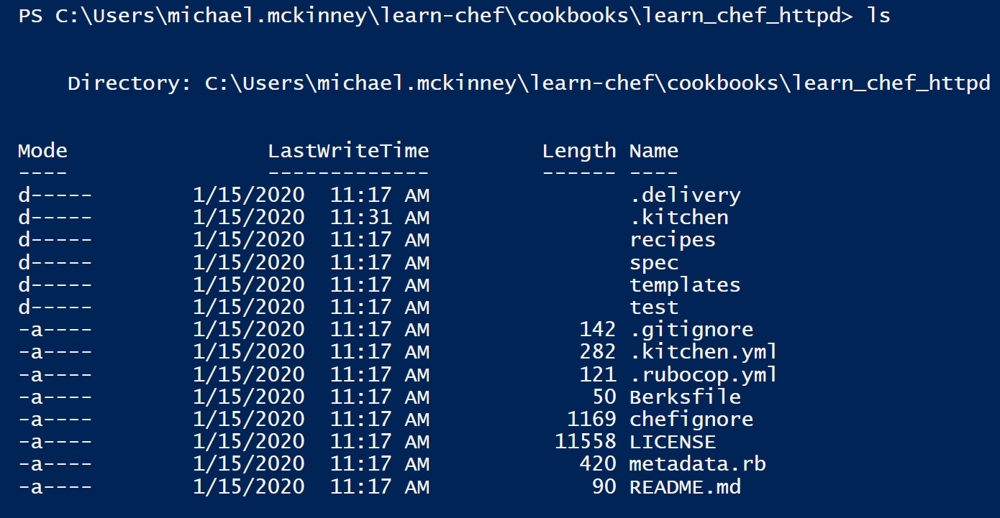 PS C:\Users\michael.mckinney\learn-chef\cookbooks\learn_chef_httpd> ls
Directory: C:\Users\michael.mckinney\learn-chef\cookbooks\learn_chef_httpd
Mode                LastWriteTime         Length Name
----                -------------         ------ ----
d-----        1/15/2020  11:17 AM                .delivery
d-----        1/15/2020  11:31 AM                .kitchen
d-----        1/15/2020  11:17 AM                recipes
d-----        1/15/2020  11:17 AM                spec
d-----        1/15/2020  11:17 AM                templates
d-----        1/15/2020  11:17 AM                test
-a----        1/15/2020  11:17 AM            142 .gitignore
-a----        1/15/2020  11:17 AM            282 .kitchen.yml
-a----        1/15/2020  11:17 AM            121 .rubocop.yml
-a----        1/15/2020  11:17 AM             50 Berksfile
-a----        1/15/2020  11:17 AM           1169 chefignore
-a----        1/15/2020  11:17 AM          11558 LICENSE
-a----        1/15/2020  11:17 AM            420 metadata.rb
-a----        1/15/2020  11:17 AM             90 README.md